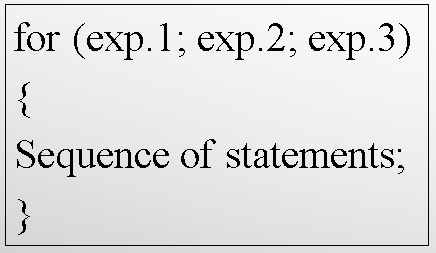 for (exp.1; exp.2; exp.3)
{
Sequence of statements;
}